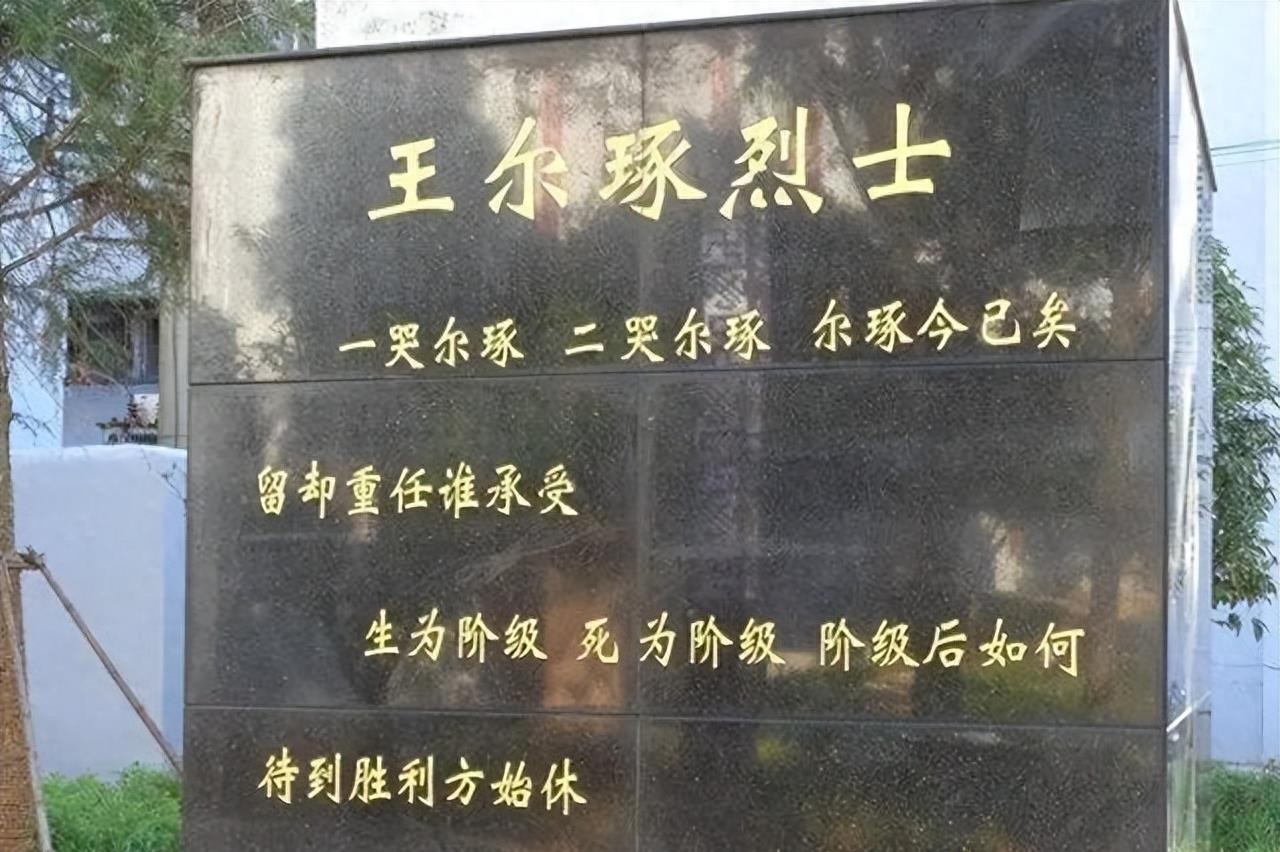 王尔琢烈士
一哭尔琢 二哭尔琢 尔琢今已矣
留却重任谁承受
生为阶级 死为阶级 阶级后如何
待到胜利方始休